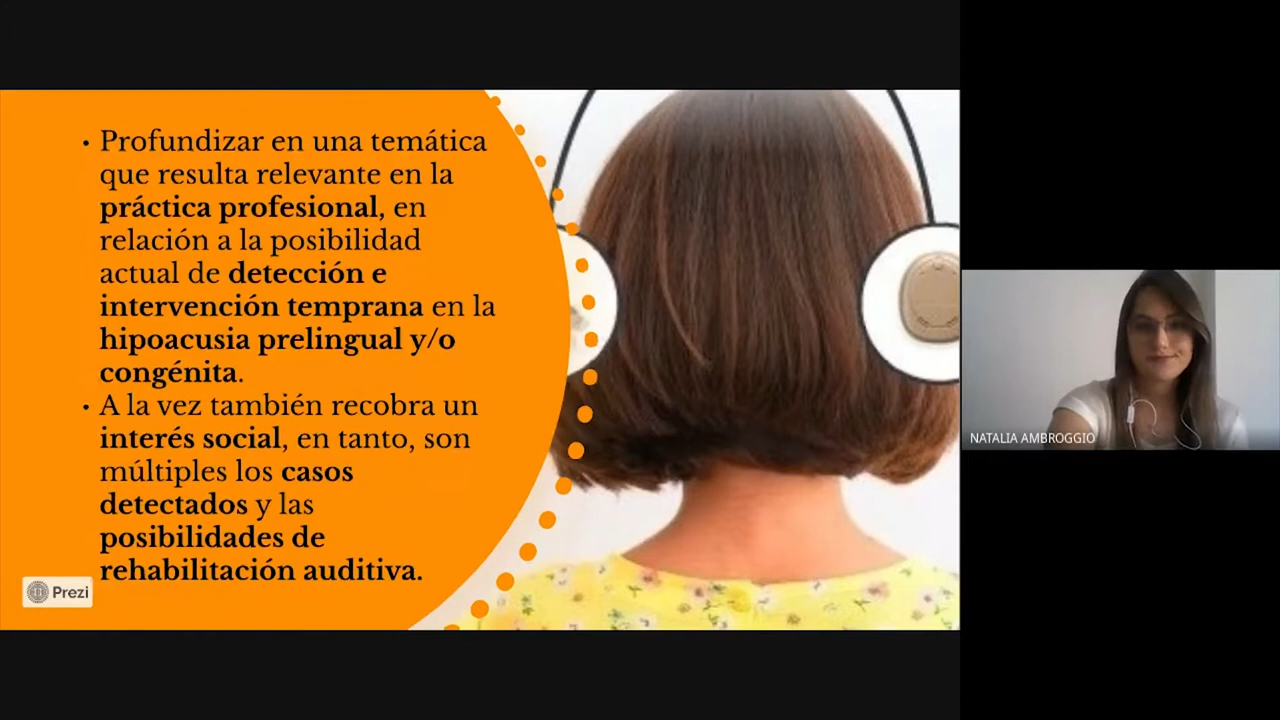 • Profundizar en una temática
que resulta relevante en la
práctica profesional, en
relación a la posibilidad
actual de detección e
intervención temprana en la
hipoacusia prelingual y/o
congénita.
• A la vez también recobra un
interés social, en tanto, son
múltiples los casos
detectados y las
posibilidades de
rehabilitación auditiva.
Prezi
NATALIA AMBROGGIO